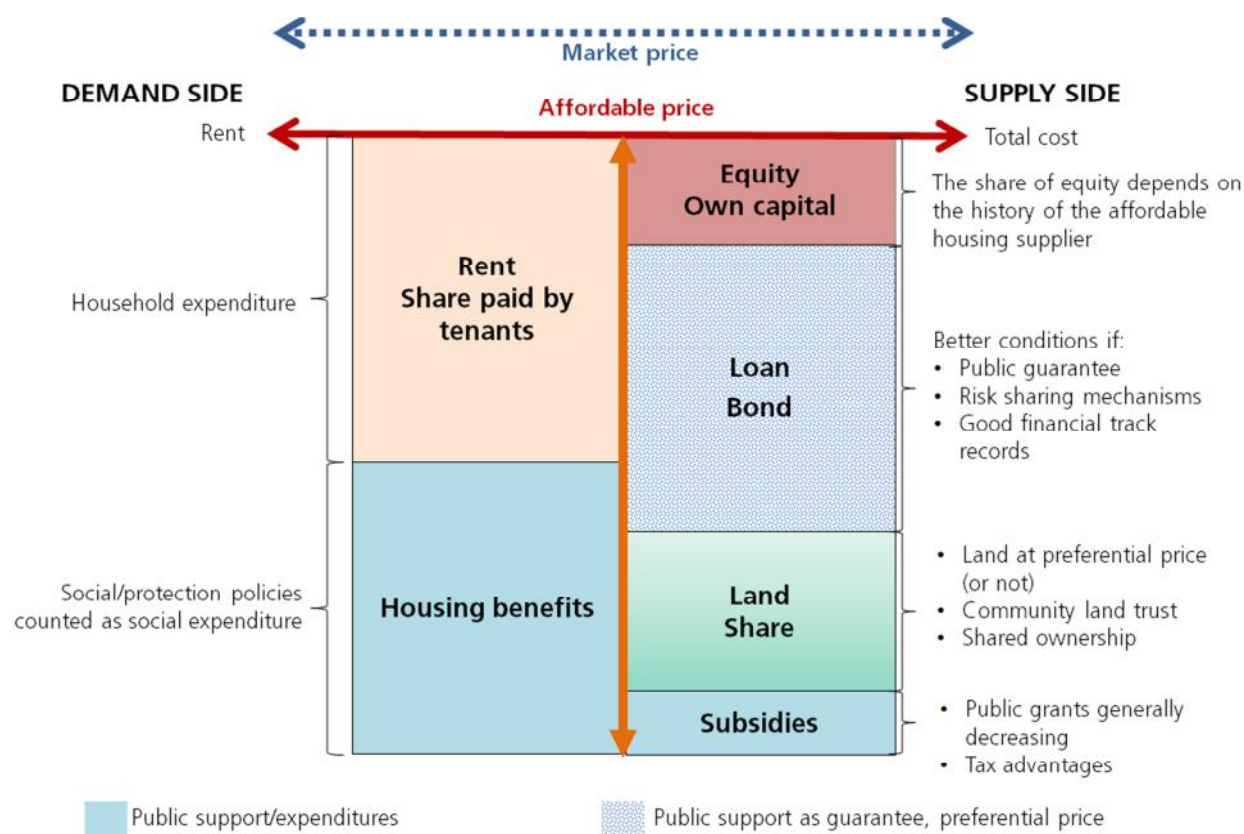 Market price
DEMAND SIDE
SUPPLY SIDE
Affordable price
Rent
Total cost
Household expenditure
Social/protection policies
counted as social expenditure
Rent
Share paid by
tenants
Housing benefits
Equity
Own capital
Loan
Bond
Land
Share
Subsidies
The share of equity depends on
the history of the affordable
housing supplier
Better conditions if:
• Public guarantee
• Risk sharing mechanisms
• Good financial track
records
• Land at preferential price
(or not)
• Community land trust
• Shared ownership
• Public grants generally
decreasing
• Tax advantages
Public support/expenditures
Public support as guarantee, preferential price